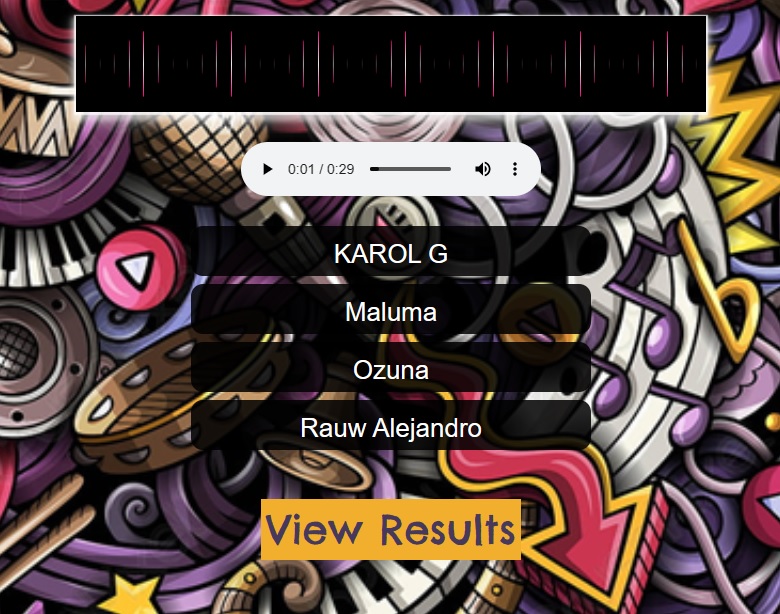 0:01 / 0:29
KAROL G
Maluma
Ozuna
Rauw Alejandro
View Results